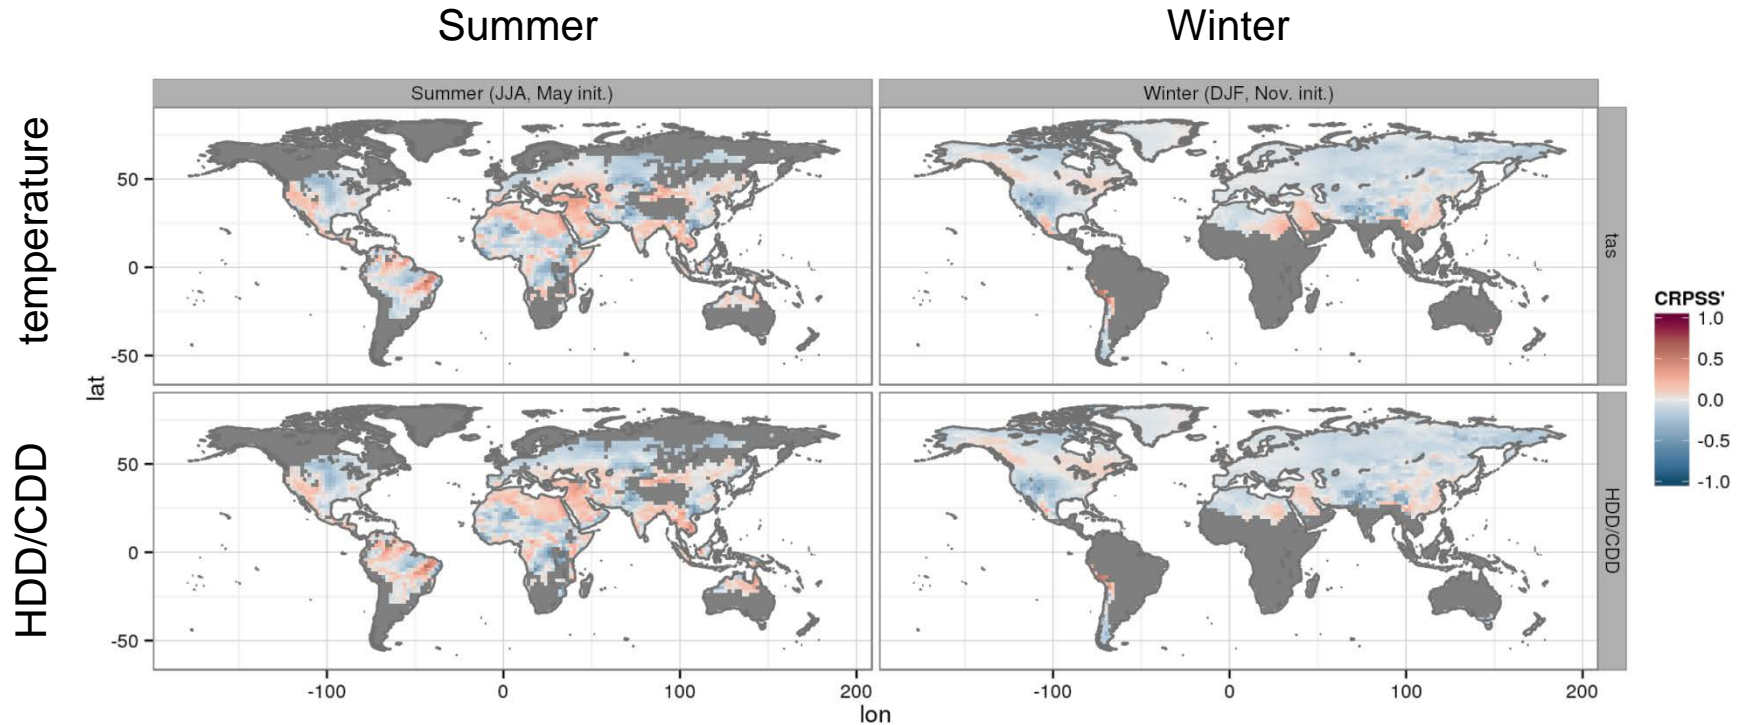 Summer
Winter
Summer (JJA, May init.)
Winter (DJF, Nov. init.)
temperature
50
0
-50
tas
lat
CRPSS'
1.0
0.5
0.0
-0.5
-1.0
HDD/CDD
50
0
-50
HDD/CDD
-100
0
100
200
-100
0
100
200
lon